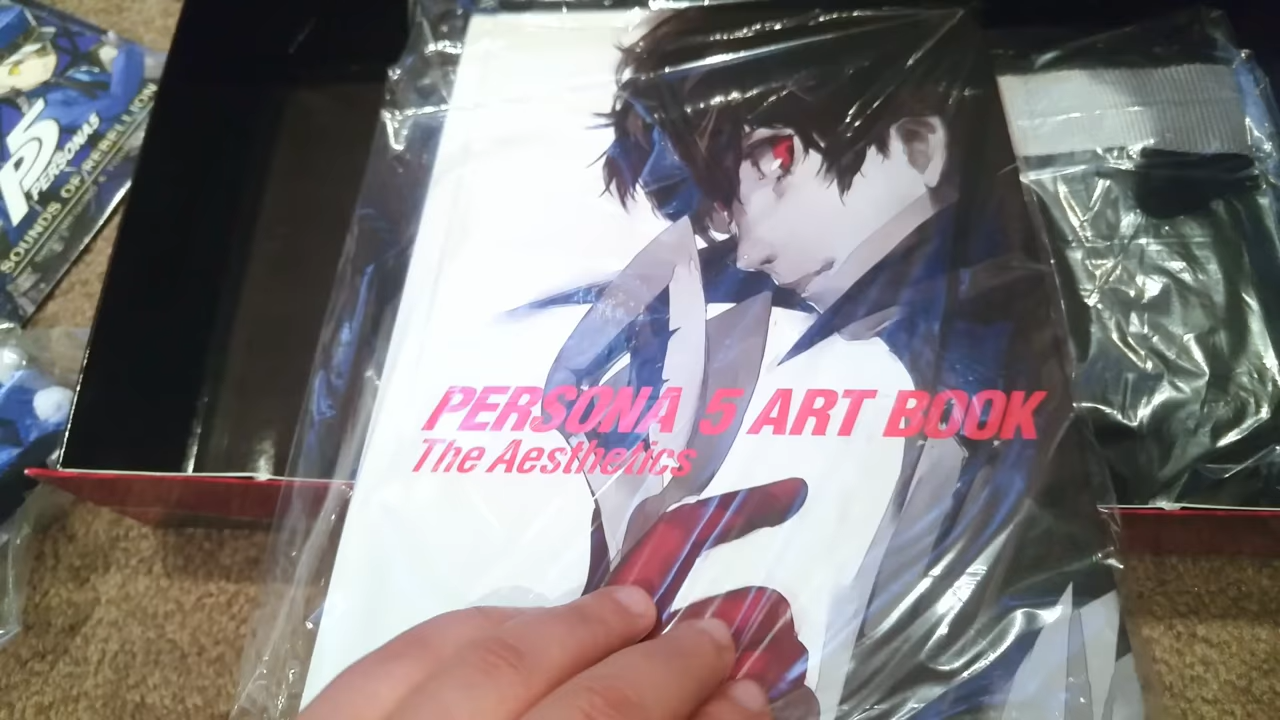 P5
PERSONA5
SOUNDS OF REBELLION
PERSONA 5 ART BOOK
The Aesthetics